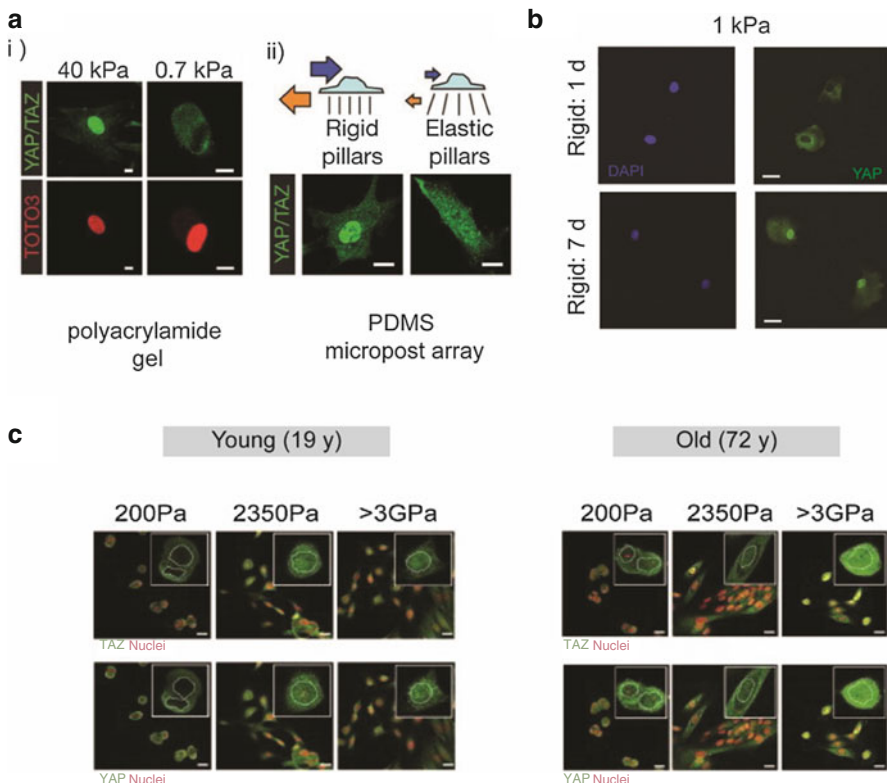 a
i )
40 kPa 0.7 kPa
YAP/TAZ
TOTO3
polyacrylamide
gel
ii)
Rigid
pillars
Elastic
pillars
YAP/TAZ
PDMS
micropost array
b
1 kPa
Rigid: 1 d
DAPI
YAP
Rigid: 7 d
c
Young (19 y)
200Pa 2350Pa >3GPa
TAZ Nuclei
YAP Nuclei
Old (72 y)
200Pa 2350Pa >3GPa
TAZ Nuclei
YAP Nuclei